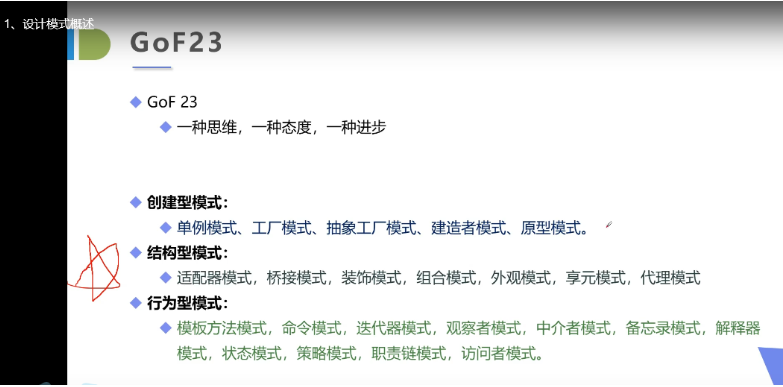 1、设计模式概述
GoF23
GoF 23
一种思维，一种态度，一种进步
创建型模式：
单例模式、工厂模式、抽象工厂模式、建造者模式、原型模式。
结构型模式：
适配器模式，桥接模式，装饰模式，组合模式，外观模式，享元模式，代理模式
行为型模式：
模板方法模式，命令模式，迭代器模式，观察者模式，中介者模式，备忘录模式，解释器
模式，状态模式，策略模式，职责链模式，访问者模式。